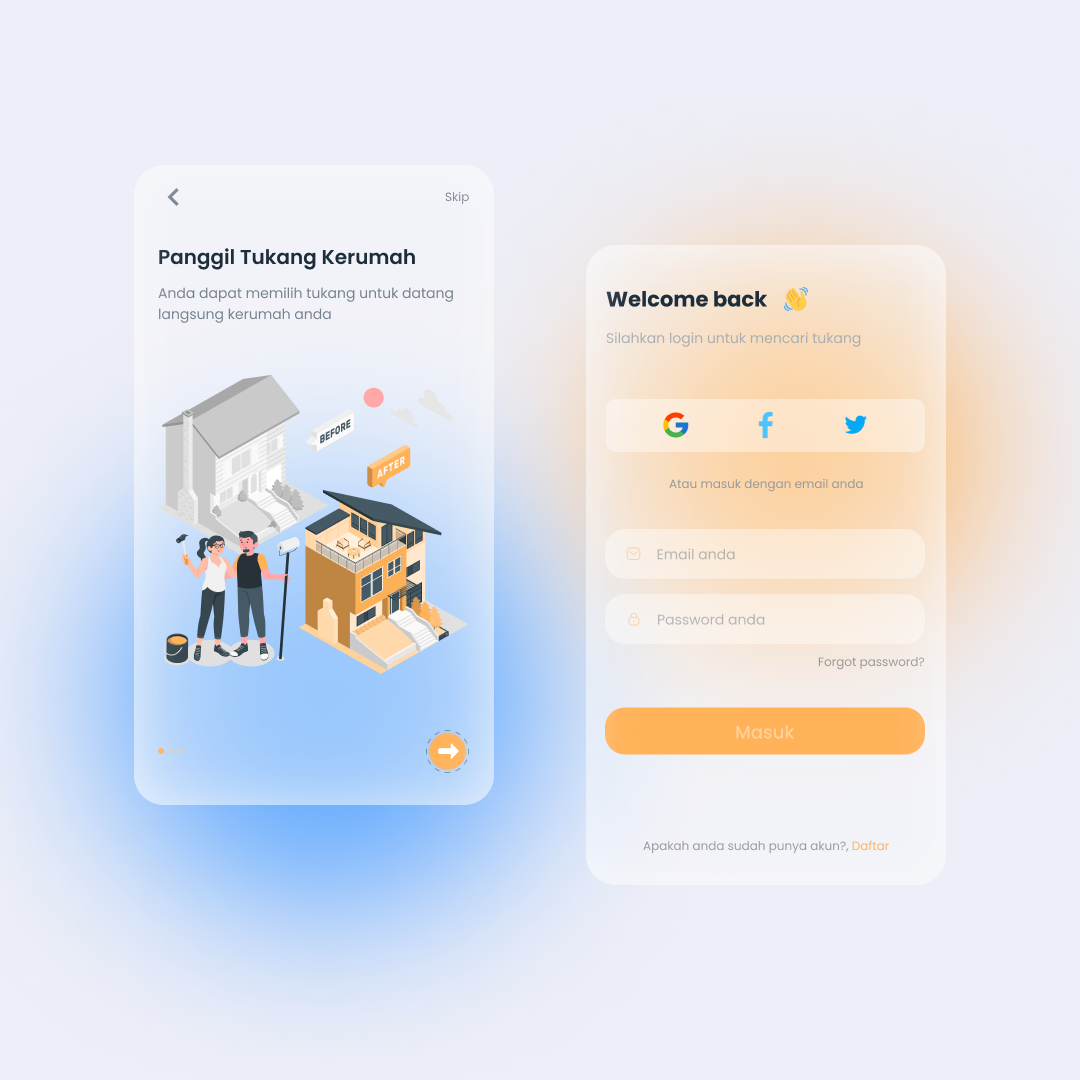 Skip
Panggil Tukang Kerumah
Anda dapat memilih tukang untuk datang
langsung kerumah anda
BEFORE
AFTER
Welcome back
Silahkan login untuk mencari tukang
Atau masuk dengan email anda
Email anda
Password anda
Forgot password?
Masuk
Apakah anda sudah punya akun?, Daftar